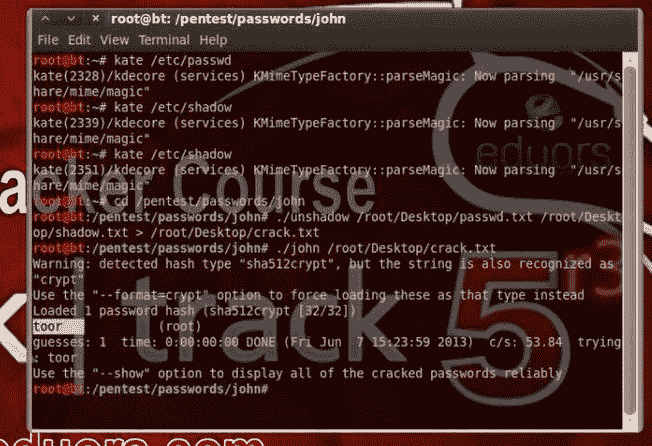 root@bt: /pentest/passwords/john
File Edit View Terminal Help
root@bt:~# kate /etc/passwd
kate(2328)/kdecore (services) KMimeTypeFactory::parseMagic: Now parsing  "/usr/s
hare/mime/magic"
root@bt:~# kate /etc/shadow
kate(2339)/kdecore (services) KMimeTypeFactory::parseMagic: Now parsing  "/usr/s
hare/mime/magic"
root@bt:~# kate /etc/shadow
kate(2351)/kdecore (services) KMimeTypeFactory::parseMagic: Now parsing  "/usr/s
hare/mime/magic"
root@bt:~# cd /pentest/passwords/john
root@bt:/pentest/passwords/john# ./unshadow /root/Desktop/passwd.txt /root/Deskt
op/shadow.txt > /root/Desktop/crack.txt
root@bt:/pentest/passwords/john# ./john /root/Desktop/crack.txt
Warning: detected hash type "sha512crypt", but the string is also recognized as
"crypt"
Use the "--format=crypt" option to force loading these as that type instead
Loaded 1 password hash (sha512crypt [32/32])
toor             (root)
guesses: 1  time: 0:00:00:00 DONE (Fri Jun  7 15:23:59 2013)  c/s: 53.84  trying
: toor
Use the "--show" option to display all of the cracked passwords reliably
root@bt:/pentest/passwords/john#
eduors
acker Course
track 5 r3
eduors.com